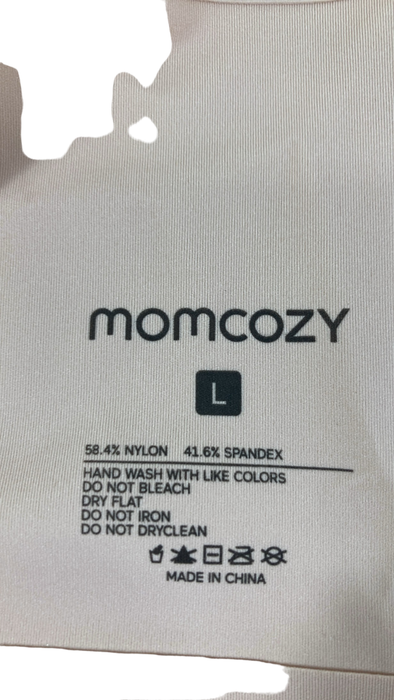 momcozy
L
58.4% NYLON 41.6% SPANDEX
HAND WASH WITH LIKE COLORS
DO NOT BLEACH
DRY FLAT
DO NOT IRON
DO NOT DRYCLEAN
MADE IN CHINA